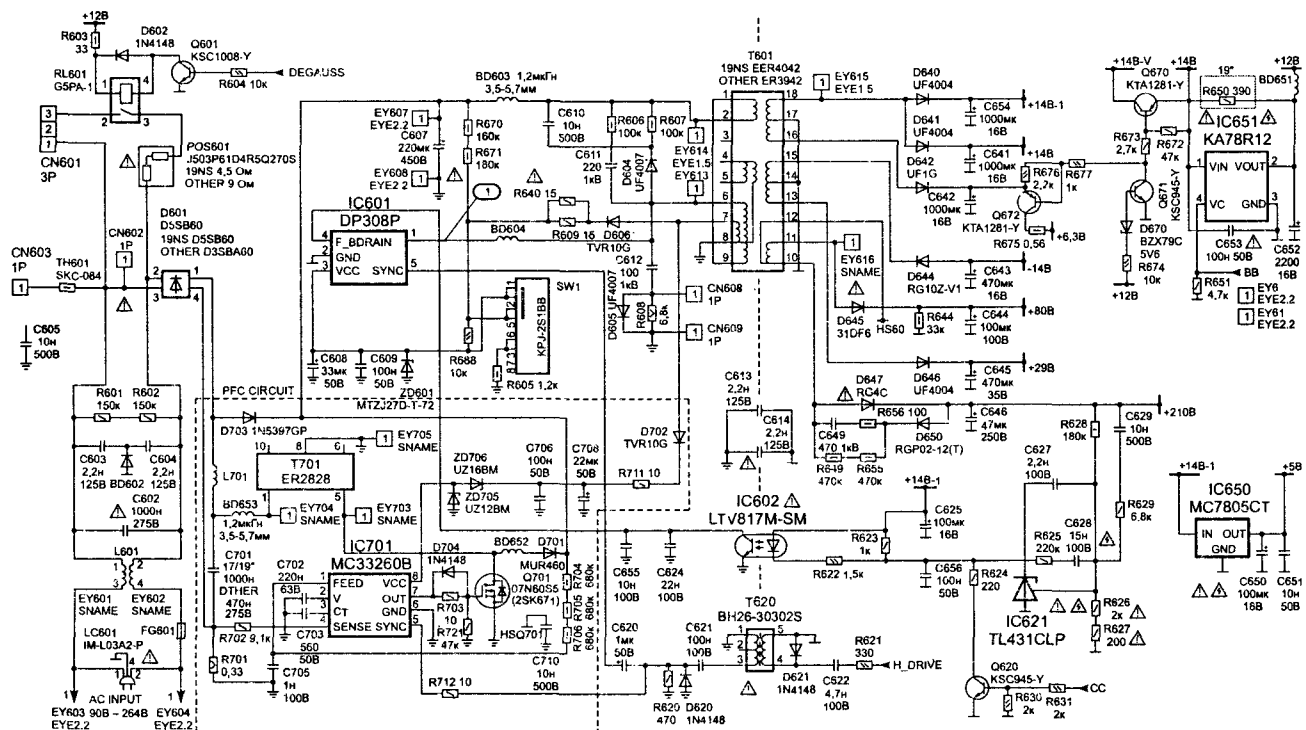 +12В
R603
33
D602
1N4148
Q601
KSC1008-Y
RL601
G5PA-1
R604 10к
DEGAUSS
1
4
2
3
3
2
1
CN601
3P
POS601
J503P61D4R5Q270S
19NS 4,5 Ом
OTHER 9 Ом
D601
D5SB60
19NS D5SB60
OTHER D3SBA60
CN602
1P
CN603
1P
1
TH601
SKC-084
C605
10н
500В
R601
150к
R602
150к
C603
2,2н
125В
BD602
C604
2,2н
125В
C602
1000н
275В
L601
EY601
SNAME
EY602
SNAME
LC601
IM-L03A2-P
FG601
AC INPUT
90В ~ 264В
EY603
EYE2.2
EY604
EYE2.2
BD603 1,2мкГн
3,5-5,7мм
EY607
EYE2.2
C607
220мк
450В
EY608
EYE2 2
R670
160к
R671
180к
C610
10н
500В
R606
100к
R607
100к
C611
220
1кВ
D604
UF4007
EY614
EYE1.5
EY613
R640 15
R609 15
D606
TVR10G
IC601
DP308P
F_BDRAIN
GND
VCC
SYNC
BD604
C612
100
1кВ
D605 UF4007
R608
6,8к
CN608
1P
CN609
1P
SW1
KPJ-2S1BB
R688
10к
R605 1,2к
C608
33мк
50В
C609
100н
50В
ZD601
MTZJ27D-T-72
PFC CIRCUIT
D703 1N5397GP
EY705
SNAME
T701
ER2828
L701
BD653
1,2мкГн
3,5-5,7мм
EY704
SNAME
EY703
SNAME
ZD706
UZ16BM
ZD705
UZ12BM
C706
100н
50В
C708
22мк
50В
D702
TVR10G
R711 10
C701
17/19"
1000н
DTHER
470н
275В
C702
220н
63В
IC701
MC33260B
FEED
V
CT
SENSE
VCC
OUT
GND
SYNC
D704
1N4148
BD652
D701
MUR460
Q701
07N60S5
(2SK671)
R703
10
R721
47к
HSQ701
R704
680к
R705
680к
R706
680к
R702 9,1к
C703
560
50В
R701
0,33
C705
1н
100В
C710
10н
500В
R712 10
T601
19NS EER4042
OTHER ER3942
EY615
EYE1 5
D640
UF4004
D641
UF4004
D642
UF1G
C654
1000мк
16В
+14В-1
C641
1000мк
16В
+14В
C642
1000мк
16В
EY616
SNAME
D644
RG10Z-V1
C643
470мк
16В
-14В
D645
31DF6
HS60
R644
33к
C644
100мк
100В
+80В
D646
UF4004
C645
470мк
35В
+29В
D647
RG4C
R656 100
C649
470 1кВ
D650
RGP02-12(T)
R649
470к
R655
470к
C646
47мк
250В
+210В
C613
2,2н
125В
C614
2,2н
125В
IC602
LTV817M-SM
+14В-1
C625
100мк
16В
R623
1к
R622 1,5к
C656
100н
50В
C655
10н
100В
C624
22н
100В
T620
BH26-30302S
C620
1мк
50В
C621
100н
100В
R620
470
D620
1N4148
D621
1N4148
C622
4,7н
100В
R621
330
H_DRIVE
R628
180к
C629
10н
500В
C627
2,2н
100В
R629
6,8к
R625
220к
C628
15н
100В
R624
220
IC621
TL431CLP
R626
2к
R627
200
Q620
KSC945-Y
R630
2к
R631
2к
CC
+14В-V
Q670
KTA1281-Y
+14В
19"
R650 390
BD651
+12В
R673
2,7к
R672
47к
R676
2,2к
R677
1к
Q672
KTA1281-Y
R675 0,56
+6,3В
Q671
KSC945-Y
D670
BZX79C
5V6
R674
10к
+12В
IC651
KA78R12
VIN
VOUT
VC
GND
C653
100н 50В
C652
2200
16В
R651
4,7к
BB
EY6
EYE2.2
EY61
EYE2.2
+14В-1
+5В
IC650
MC7805CT
IN
OUT
GND
C650
100мк
16В
C651
10н
50В